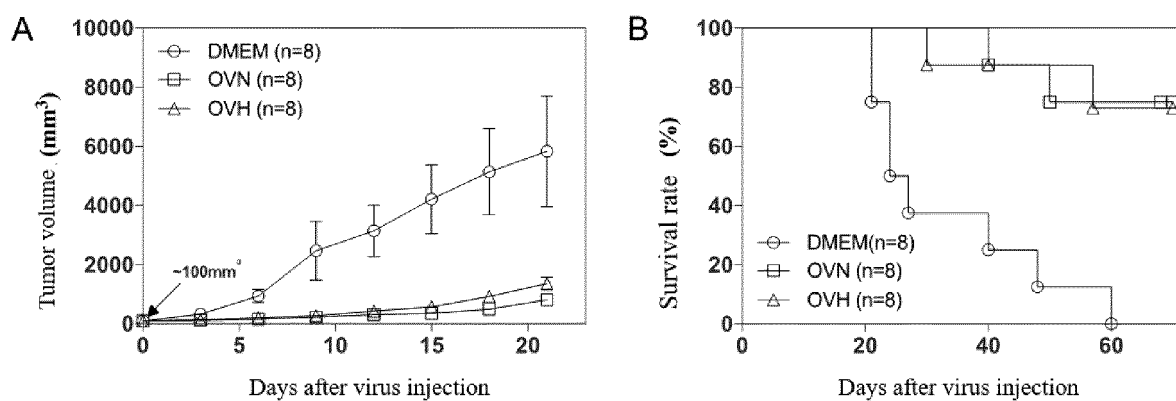 A
10000
8000
6000
4000
2000
0
Tumor volume (mm³)
DMEM (n=8)
OVN (n=8)
OVH (n=8)
~100mm³
0 5 10 15 20
Days after virus injection
B
100
80
60
40
20
0
Survival rate (%)
DMEM(n=8)
OVN (n=8)
OVH (n=8)
0 20 40 60
Days after virus injection